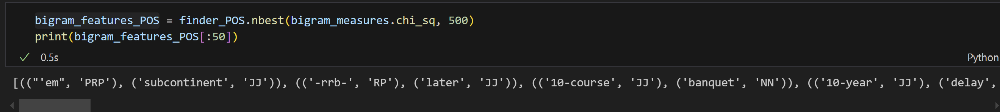 bigram_features_POS = finder_POS.nbest(bigram_measures.chi_sq, 500)
print(bigram_features_POS[:50])
0.5s
Python
[(("'em", 'PRP'), ('subcontinent', 'JJ')), (('-rrb-', 'RP'), ('later', 'JJ')), (('10-course', 'JJ'), ('banquet', 'NN')), (('10-year', 'JJ'), ('delay',